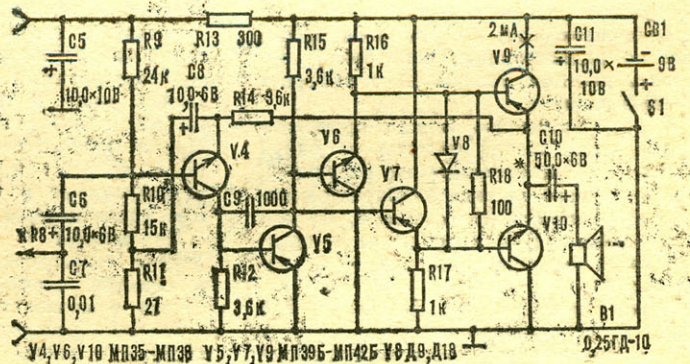 C5
10,0×10В
R9
24к
R13
300
C8
10,0×6В
R14
3,6к
R15
3,6к
R16
1к
2мА
V9
C11
10,0×
10В
GB1
9В
S1
V4
V6
V7
V8
R18
100
C10
50,0×6В
C6
10,0×6В
К R8
R10
15к
C9
1000
V5
V10
C7
0,01
R11
27
R12
3,6к
R17
1к
B1
0,25ГД-10
V4,V6,V10 МП35-МП38 V5,V7,V9 МП39Б-МП42Б V8 Д9,Д18